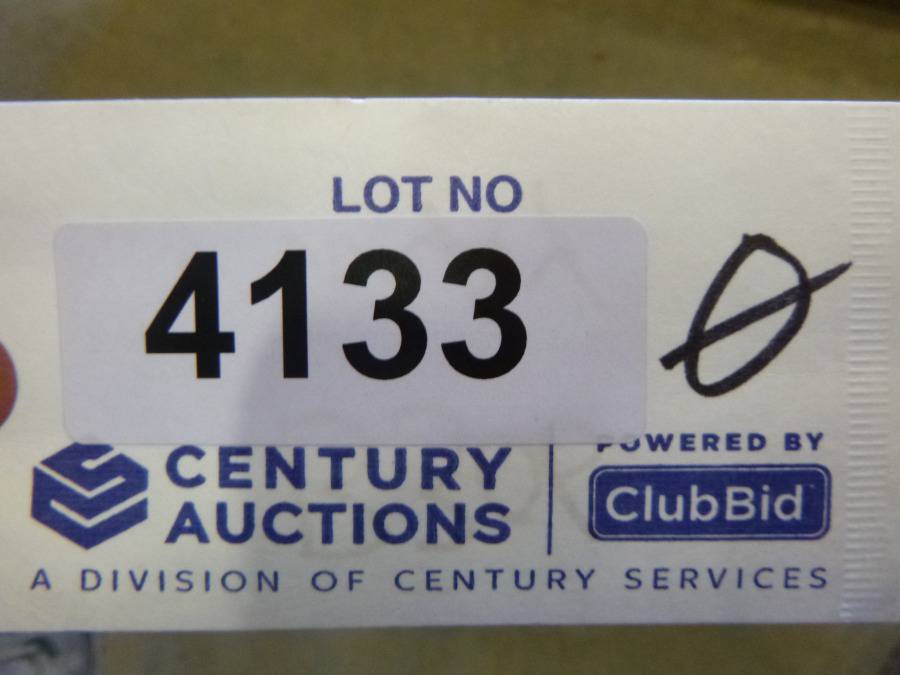 LOT NO
4133 Ø
CENTURY
AUCTIONS
POWERED BY
ClubBid
A DIVISION OF CENTURY SERVICES